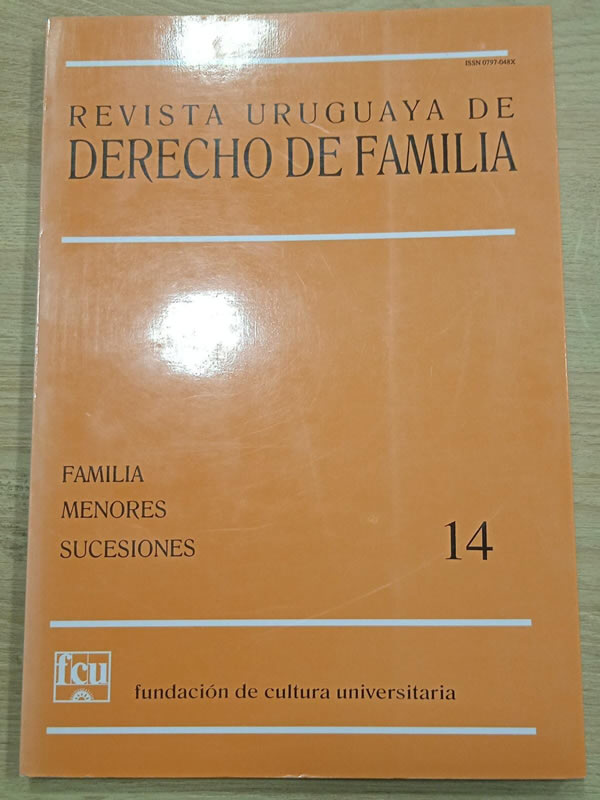 ISSN 0797-048X
REVISTA URUGUAYA DE
DERECHO DE FAMILIA
FAMILIA
MENORES
SUCESIONES
14
fcu
fundación de cultura universitaria